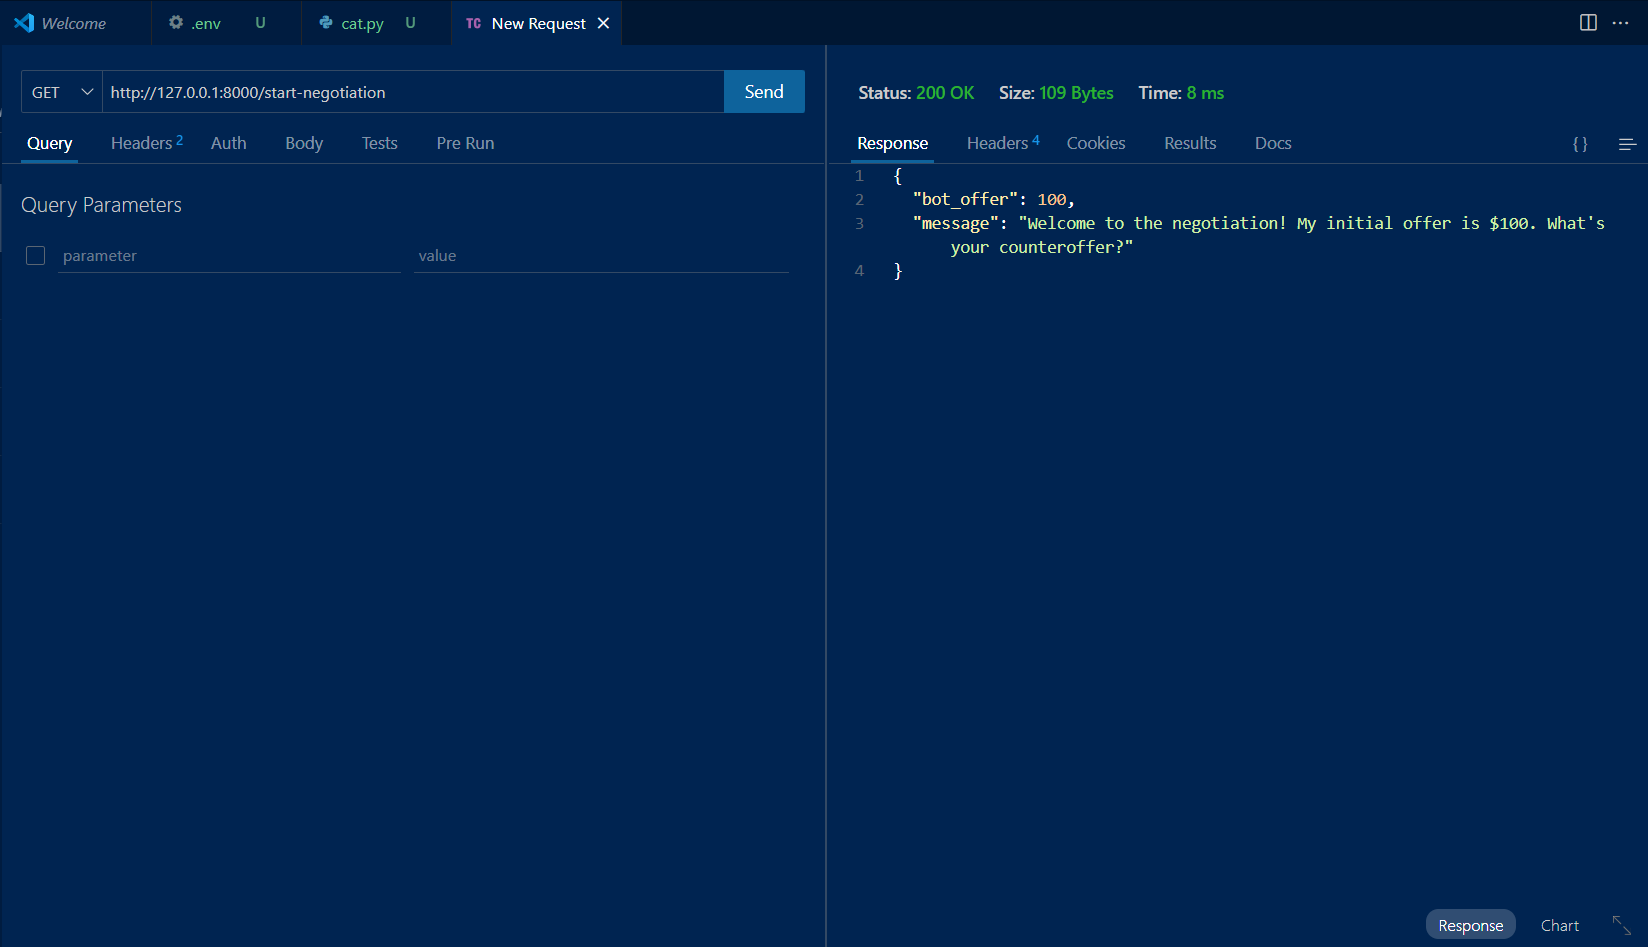 Welcome
.env U
cat.py U
TC New Request
GET
http://127.0.0.1:8000/start-negotiation
Send
Query
Headers 2
Auth
Body
Tests
Pre Run
Query Parameters
parameter
value
Status: 200 OK
Size: 109 Bytes
Time: 8 ms
Response
Headers 4
Cookies
Results
Docs
{}
1 {
2 "bot_offer": 100,
3 "message": "Welcome to the negotiation! My initial offer is $100. What's
your counteroffer?"
4 }
Response
Chart